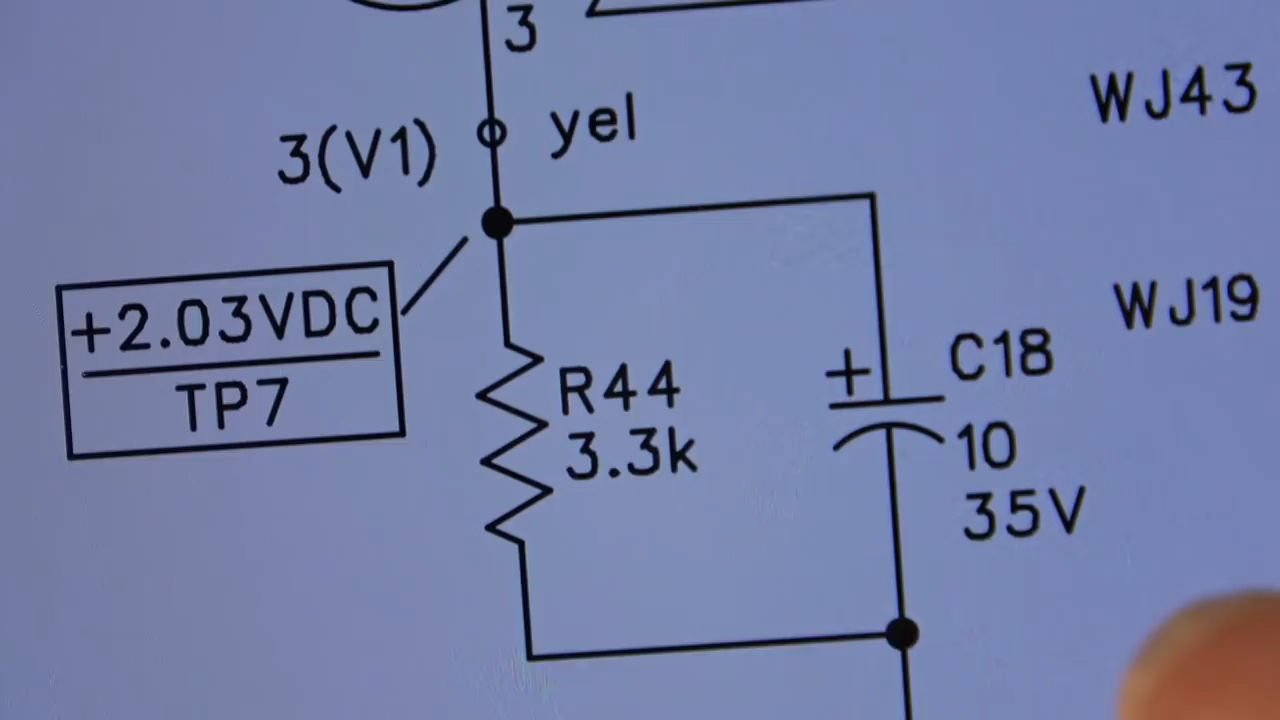 3
yel
3(V1)
WJ43
+2.03VDC
TP7
WJ19
R44
3.3k
+
C18
10
35V